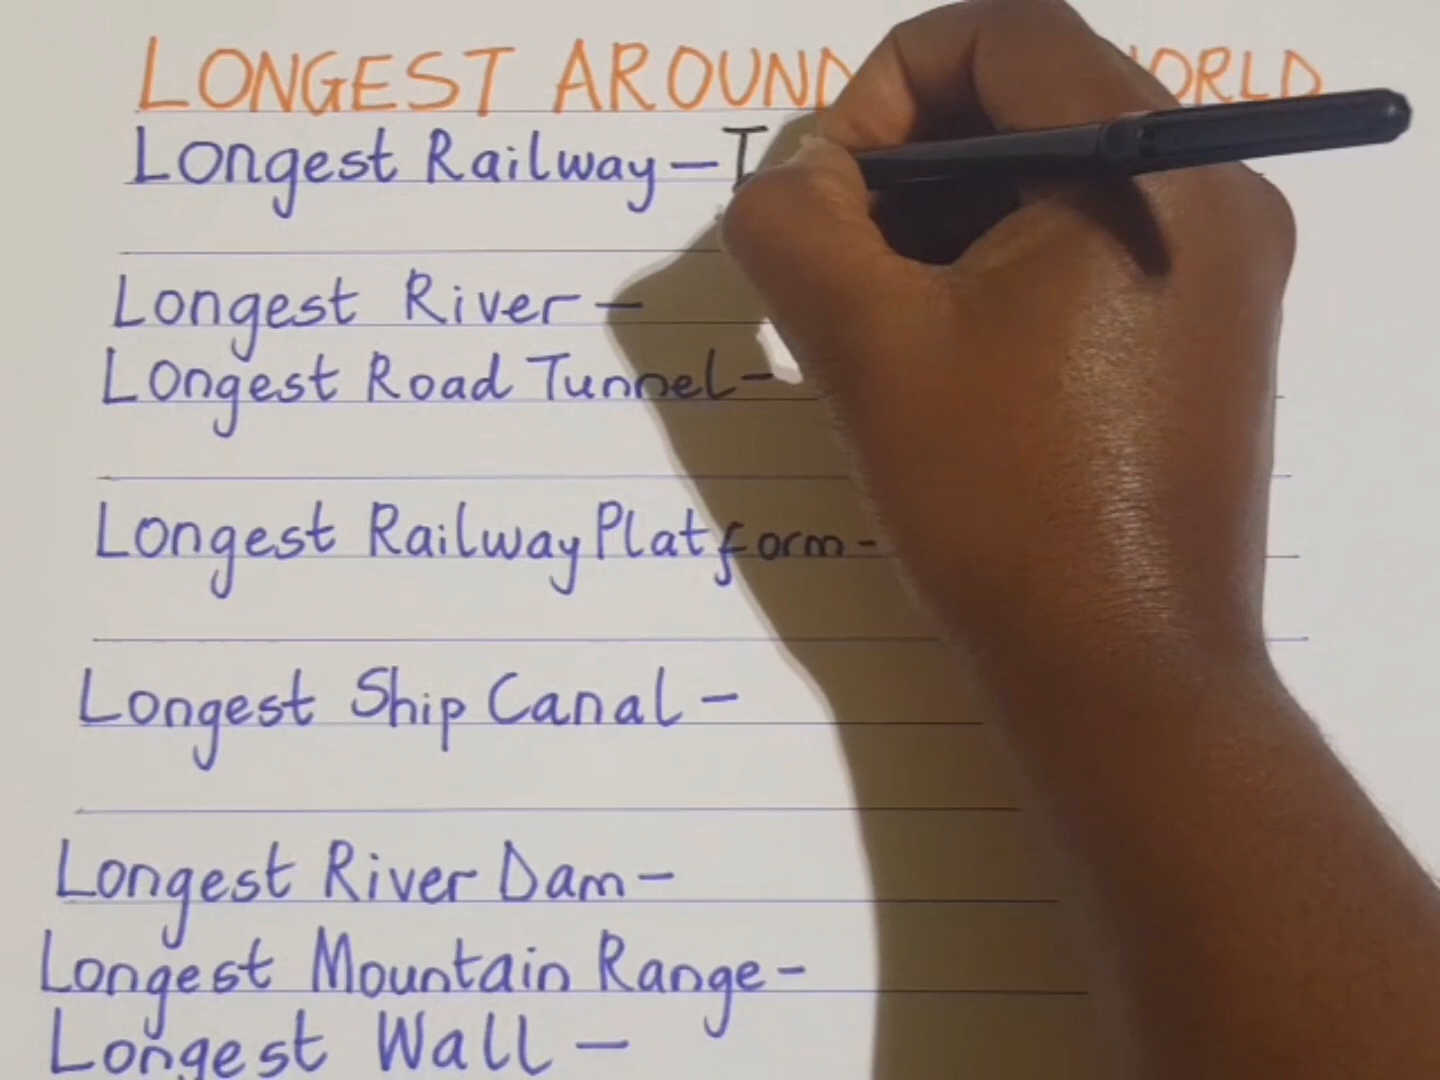 LONGEST AROUND ORLD
Longest Railway - T
Longest River -
Longest Road Tunnel -
Longest Railway Platform -
Longest Ship Canal -
Longest River Dam -
Longest Mountain Range -
Longest Wall -